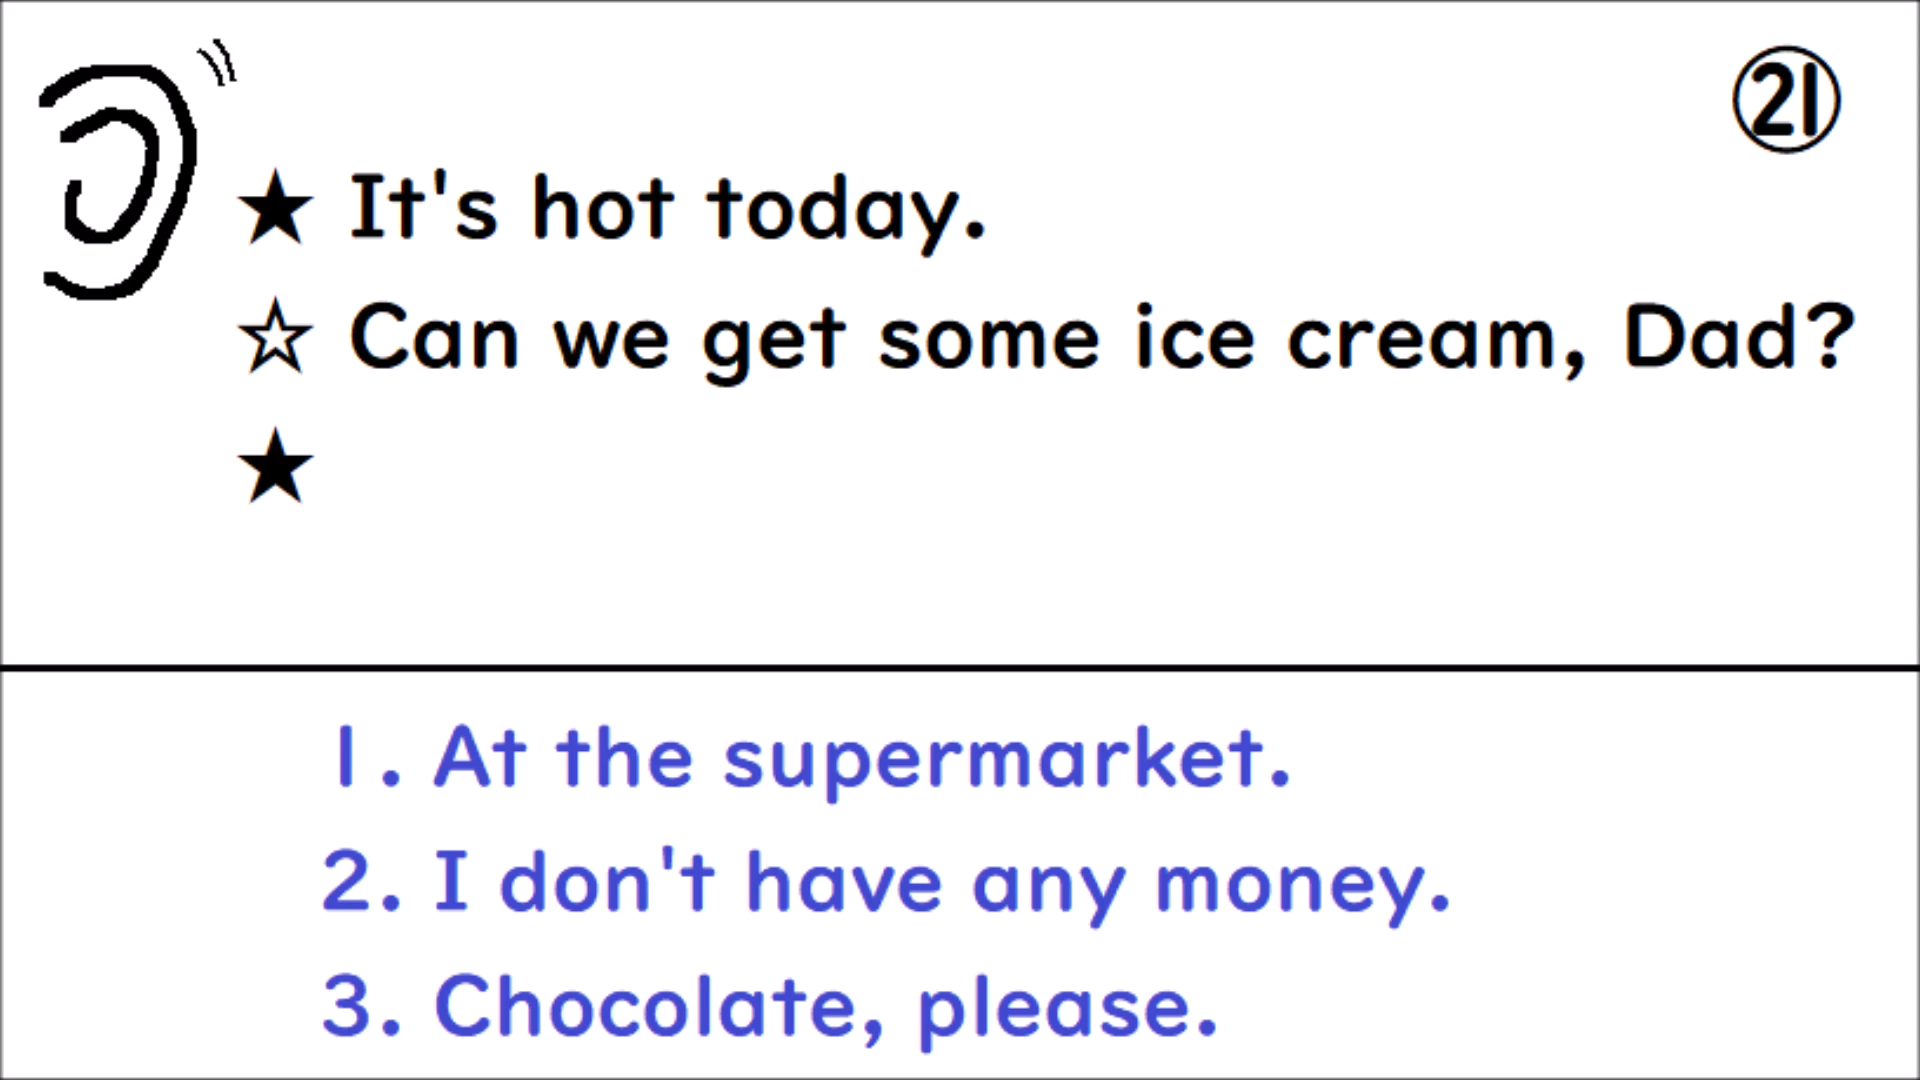 ㉑
★ It's hot today.
☆ Can we get some ice cream, Dad?
★
1. At the supermarket.
2. I don't have any money.
3. Chocolate, please.